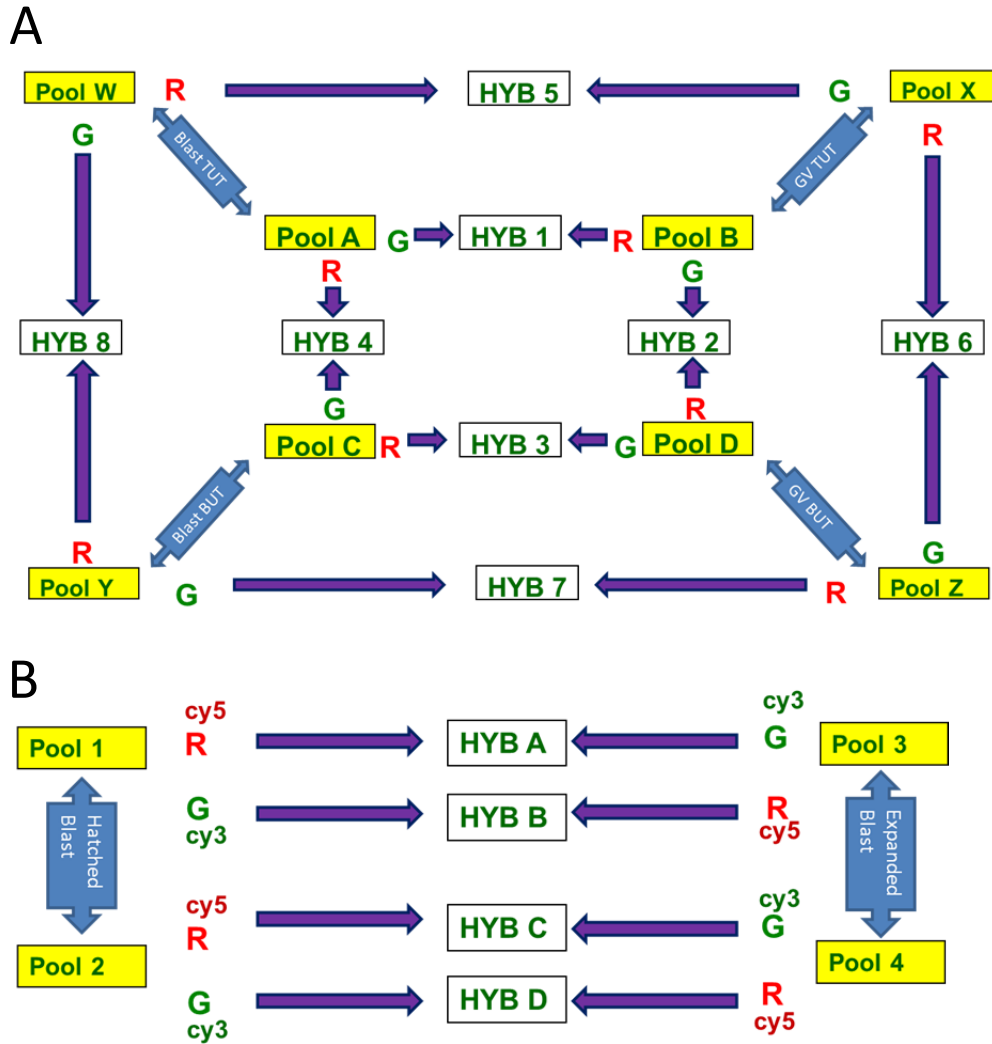 A
Pool W R HYB 5 G Pool X
G Blast TUT GV TUT R
Pool A G HYB 1 R Pool B
R G
HYB 8 HYB 4 HYB 2 HYB 6
G R
Pool C R HYB 3 G Pool D
Blast BUT GV BUT
R G
Pool Y G HYB 7 R Pool Z
B
cy5 cy3
Pool 1 R HYB A G Pool 3
Hatched Blast G HYB B R Expanded Blast
cy3 cy5
cy5 cy3
R HYB C G
Pool 2 Pool 4
G HYB D R
cy3 cy5